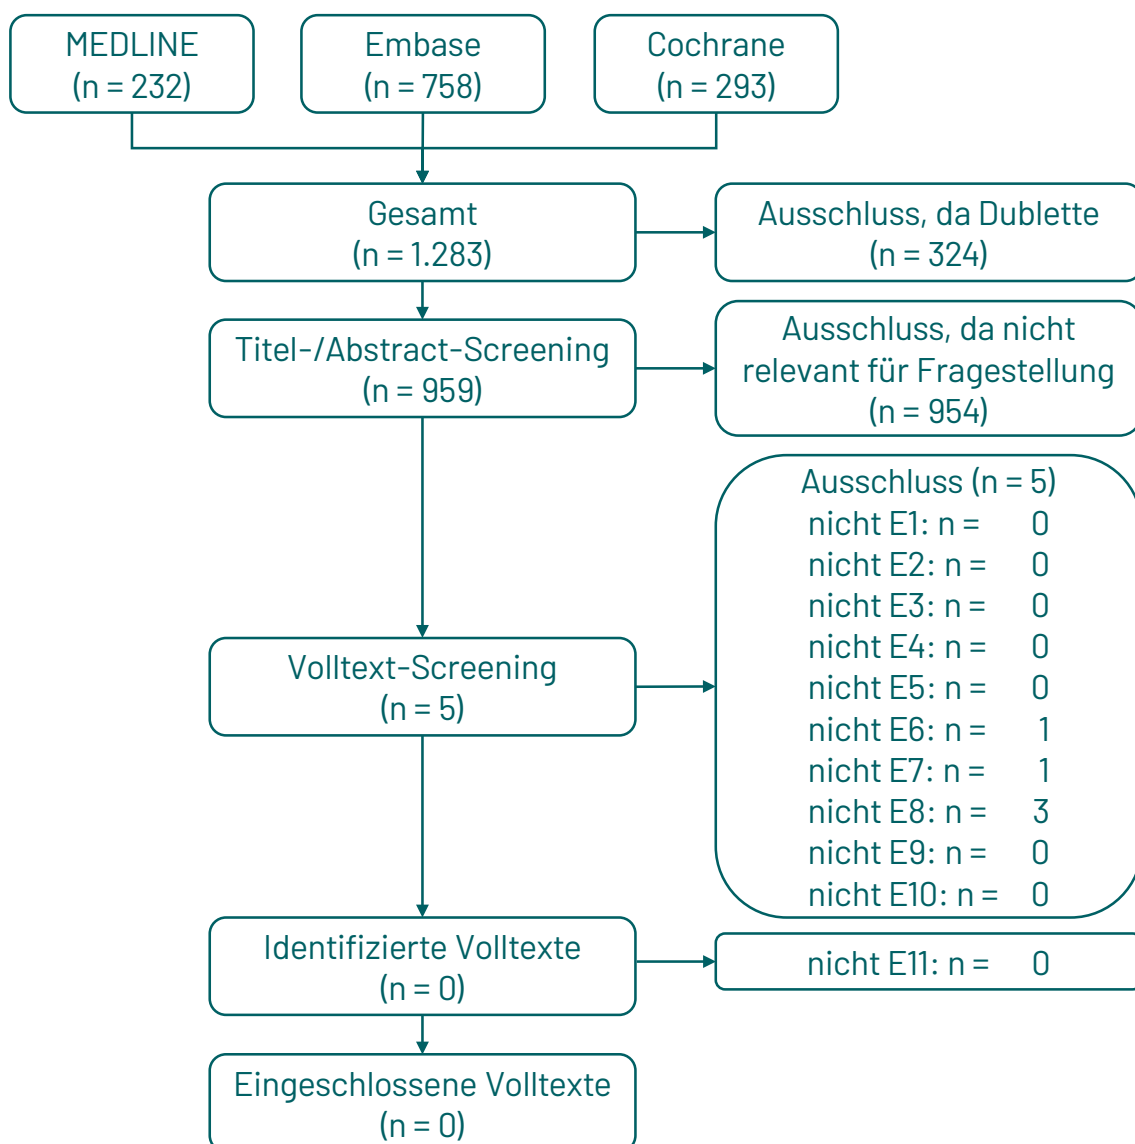 MEDLINE
(n = 232)
Embase
(n = 758)
Cochrane
(n = 293)
Gesamt
(n = 1.283)
Ausschluss, da Dublette
(n = 324)
Titel-/Abstract-Screening
(n = 959)
Ausschluss, da nicht
relevant für Fragestellung
(n = 954)
Volltext-Screening
(n = 5)
Ausschluss (n = 5)
nicht E1: n = 0
nicht E2: n = 0
nicht E3: n = 0
nicht E4: n = 0
nicht E5: n = 0
nicht E6: n = 1
nicht E7: n = 1
nicht E8: n = 3
nicht E9: n = 0
nicht E10: n = 0
Identifizierte Volltexte
(n = 0)
nicht E11: n = 0
Eingeschlossene Volltexte
(n = 0)